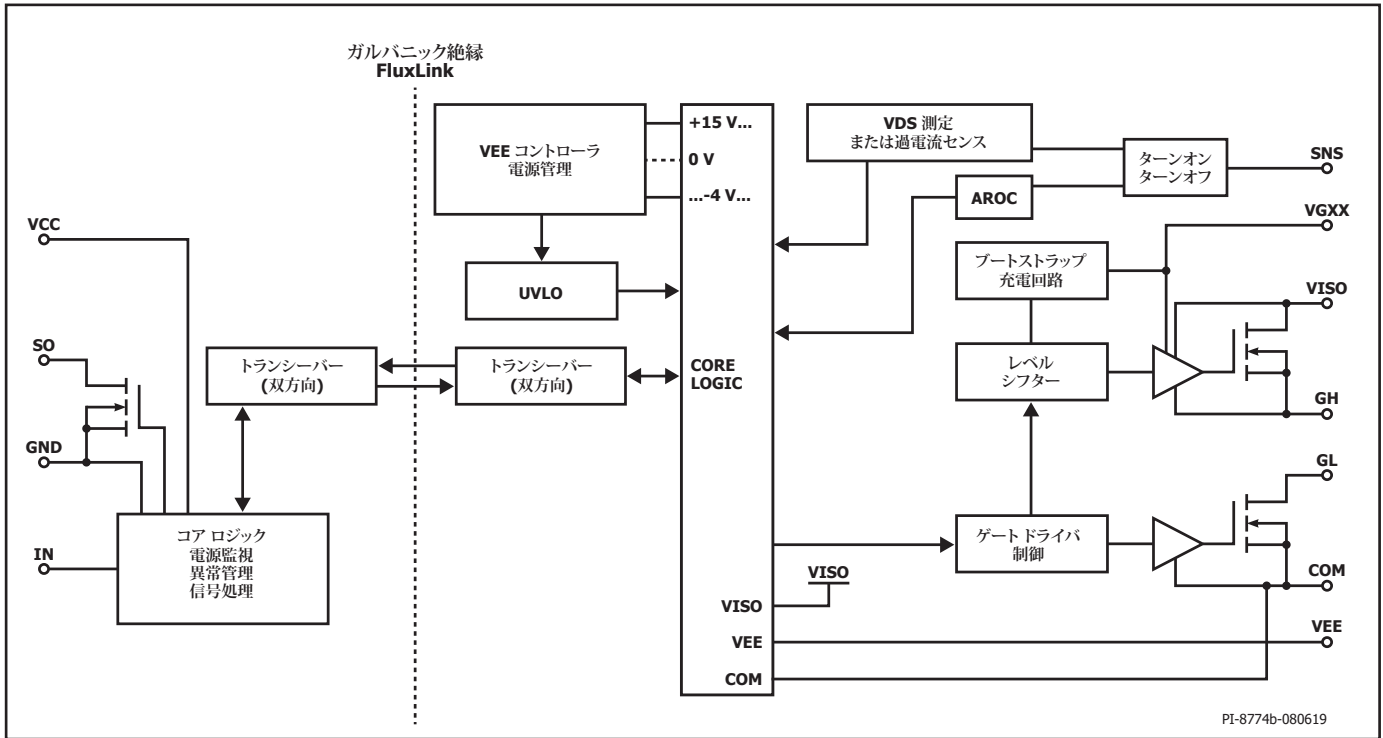 ガルバニック絶縁
FluxLink
VCC
SO
GND
IN
トランシーバー
(双方向)
コア ロジック
電源監視
異常管理
信号処理
VEE コントローラ
電源管理
UVLO
トランシーバー
(双方向)
+15 V...
0 V
...-4 V...
CORE
LOGIC
VISO
VEE
COM
VISO
VDS 測定
または過電流センス
AROC
ターンオン
ターンオフ
ブートストラップ
充電回路
レベル
シフター
ゲート ドライバ
制御
SNS
VGXX
VISO
GH
GL
COM
VEE
PI-8774b-080619